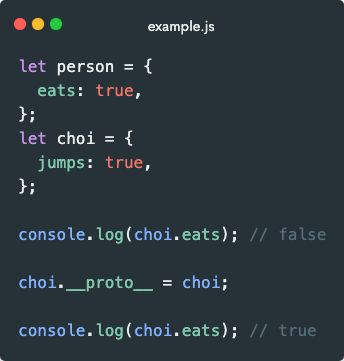 example.js
let person = {
  eats: true,
};
let choi = {
  jumps: true,
};
console.log(choi.eats); // false
choi.__proto__ = choi;
console.log(choi.eats); // true